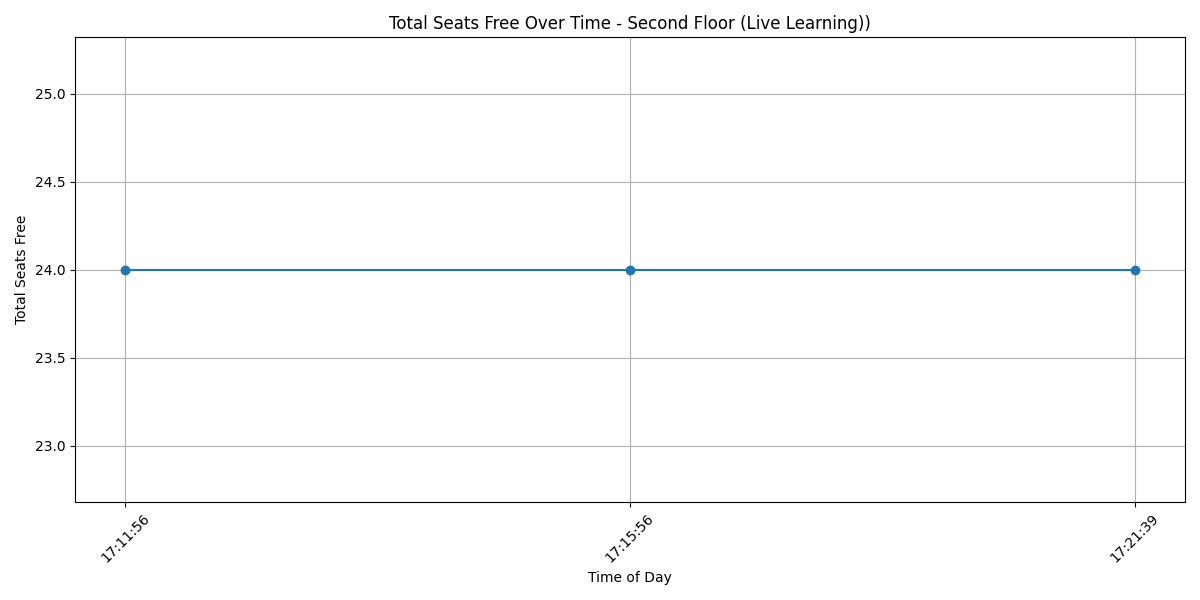 Total Seats Free Over Time - Second Floor (Live Learning))
Total Seats Free
25.0
24.5
24.0
23.5
23.0
17:11:56
17:15:56
17:21:39
Time of Day